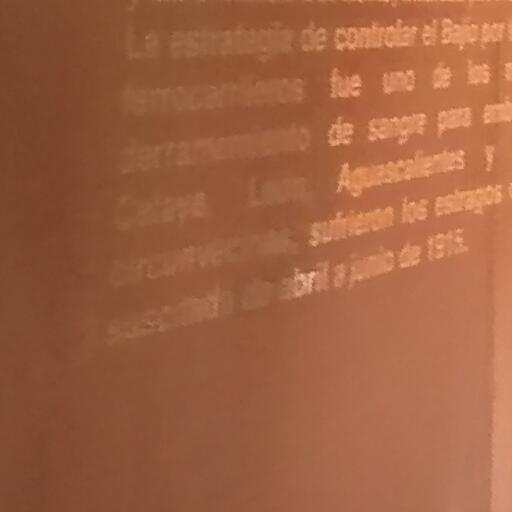 La estrategia de controlar el Bajío por
ferrocarrileros fue uno de los
derramamiento de sangre para
Celaya, León, Aguascalientes y
circunvecinas sufrieron los estragos
de abril a junio de 1915.